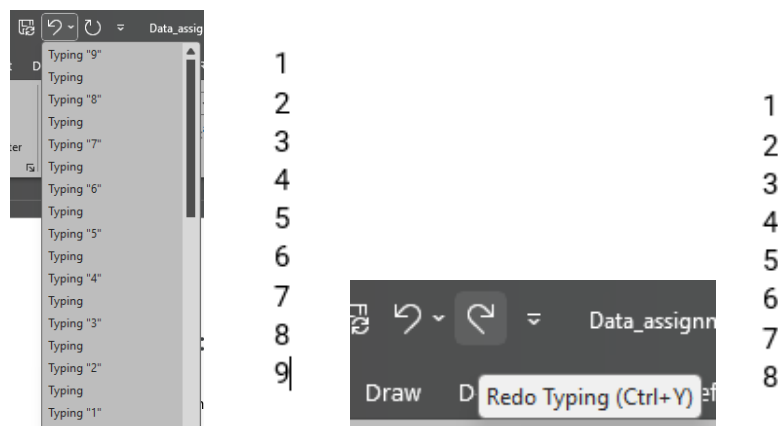 Data_assig
Typing "9"
Typing
Typing "8"
Typing
Typing "7"
Typing
Typing "6"
Typing
Typing "5"
Typing
Typing "4"
Typing
Typing "3"
Typing
Typing "2"
Typing
Typing "1"
1
2
3
4
5
6
7
8
9
Data_assignn
Draw D
Redo Typing (Ctrl+Y)
1
2
3
4
5
6
7
8